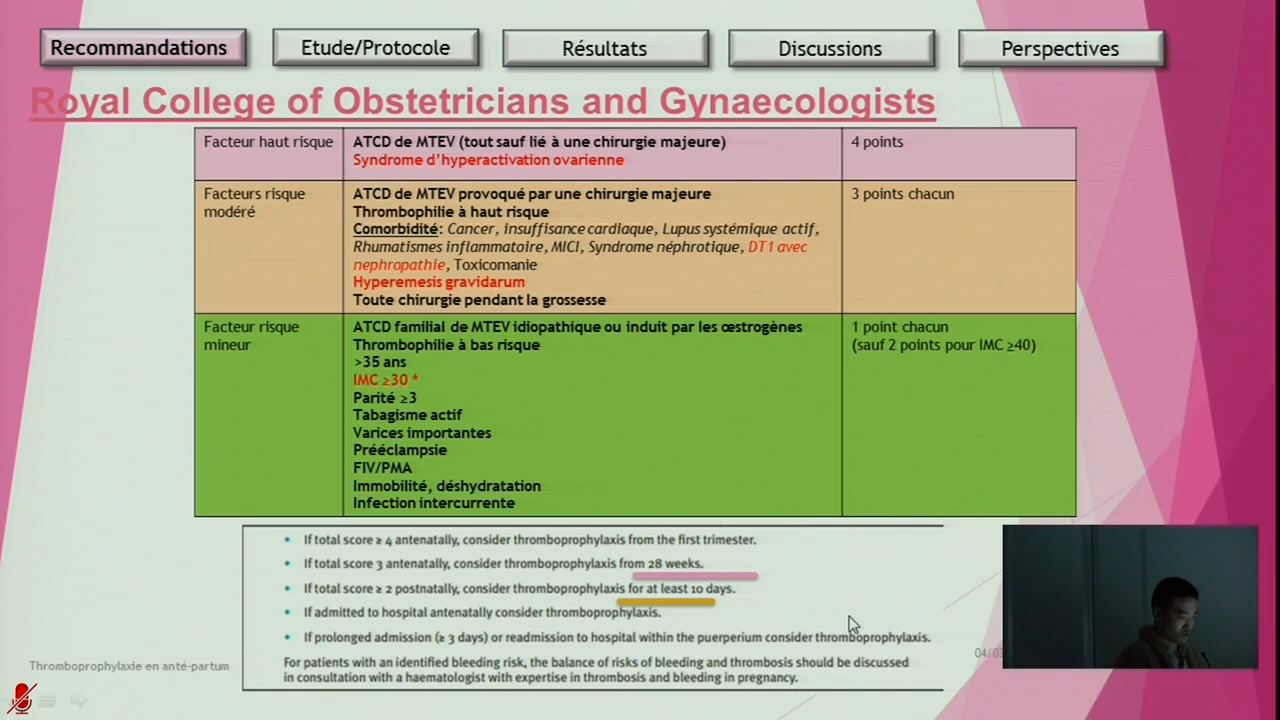 Recommandations
Etude/Protocole
Résultats
Discussions
Perspectives
Royal College of Obstetricians and Gynaecologists
Facteur haut risque
ATCD de MTEV (tout sauf lié à une chirurgie majeure)
Syndrome d'hyperactivation ovarienne
4 points
Facteurs risque
modéré
ATCD de MTEV provoqué par une chirurgie majeure
Thrombophilie à haut risque
Comorbidité: Cancer, insuffisance cardiaque, Lupus systémique actif,
Rhumatismes inflammatoire, MICI, Syndrome néphrotique, DT1 avec
nephropathie, Toxicomanie
Hyperemesis gravidarum
Toute chirurgie pendant la grossesse
3 points chacun
Facteur risque
mineur
ATCD familial de MTEV idiopathique ou induit par les œstrogènes
Thrombophilie à bas risque
>35 ans
IMC ≥30 *
Parité ≥3
Tabagisme actif
Varices importantes
Prééclampsie
FIV/PMA
Immobilité, déshydratation
Infection intercurrente
1 point chacun
(sauf 2 points pour IMC ≥40)
• If total score ≥ 4 antenatally, consider thromboprophylaxis from the first trimester.
• If total score 3 antenatally, consider thromboprophylaxis from 28 weeks.
• If total score ≥ 2 postnatally, consider thromboprophylaxis for at least 10 days.
• If admitted to hospital antenatally consider thromboprophylaxis.
• If prolonged admission (≥ 3 days) or readmission to hospital within the puerperium consider thromboprophylaxis.
For patients with an identified bleeding risk, the balance of risks of bleeding and thrombosis should be discussed
in consultation with a haematologist with expertise in thrombosis and bleeding in pregnancy.
Thromboprophylaxie en anté-partum